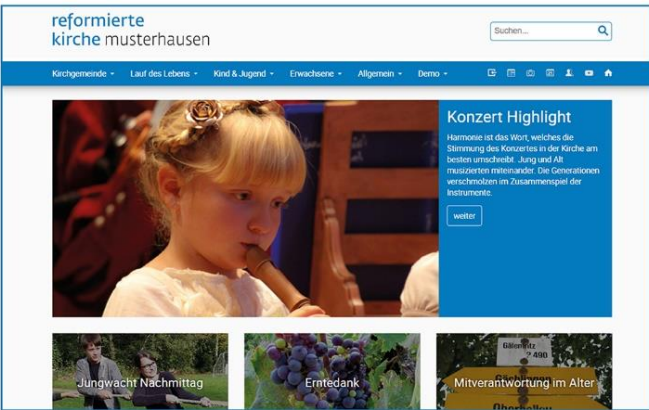 reformierte
kirche musterhausen
Suchen...
Kirchgemeinde Lauf des Lebens Kind & Jugend Erwachsene Allgemein Demo
Konzert Highlight
Harmonie ist das Wort, welches die
Stimmung des Konzertes in der Kirche am
besten umschreibt. Jung und Alt
musizierten miteinander. Die Generationen
verschmolzen im Zusammenspiel der
Instrumente.
weiter
Jungwacht Nachmittag
Erntedank
2 490
Mitverantwortung im Alter